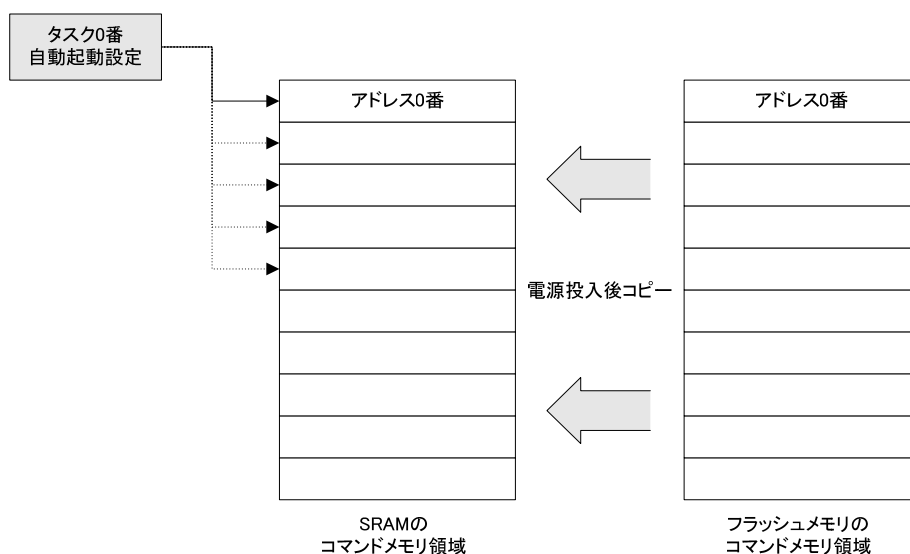 タスク0番
自動起動設定
アドレス0番
アドレス0番
電源投入後コピー
SRAMの
コマンドメモリ領域
フラッシュメモリの
コマンドメモリ領域